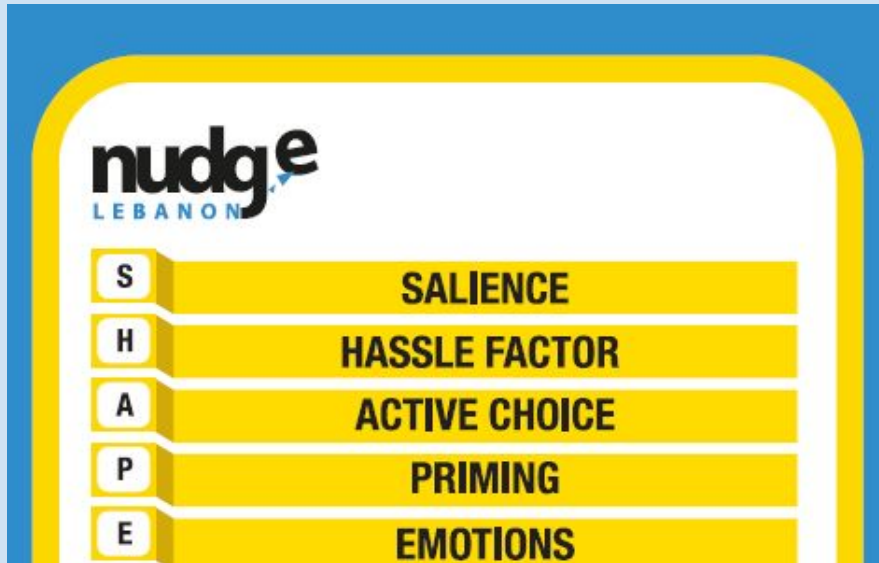 nudge
LEBANON
S SALIENCE
H HASSLE FACTOR
A ACTIVE CHOICE
P PRIMING
E EMOTIONS